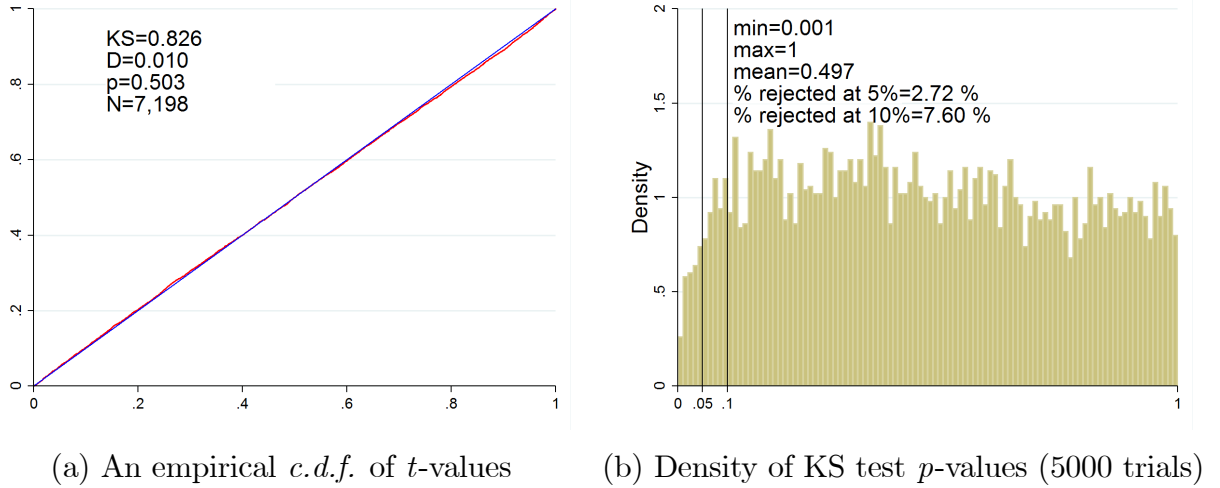 KS=0.826
D=0.010
p=0.503
N=7,198
1
.8
.6
.4
.2
0
0 .2 .4 .6 .8 1
(a) An empirical c.d.f. of t-values
min=0.001
max=1
mean=0.497
% rejected at 5%=2.72 %
% rejected at 10%=7.60 %
Density
2
1.5
1
.5
0
0 .05 .1 1
(b) Density of KS test p-values (5000 trials)